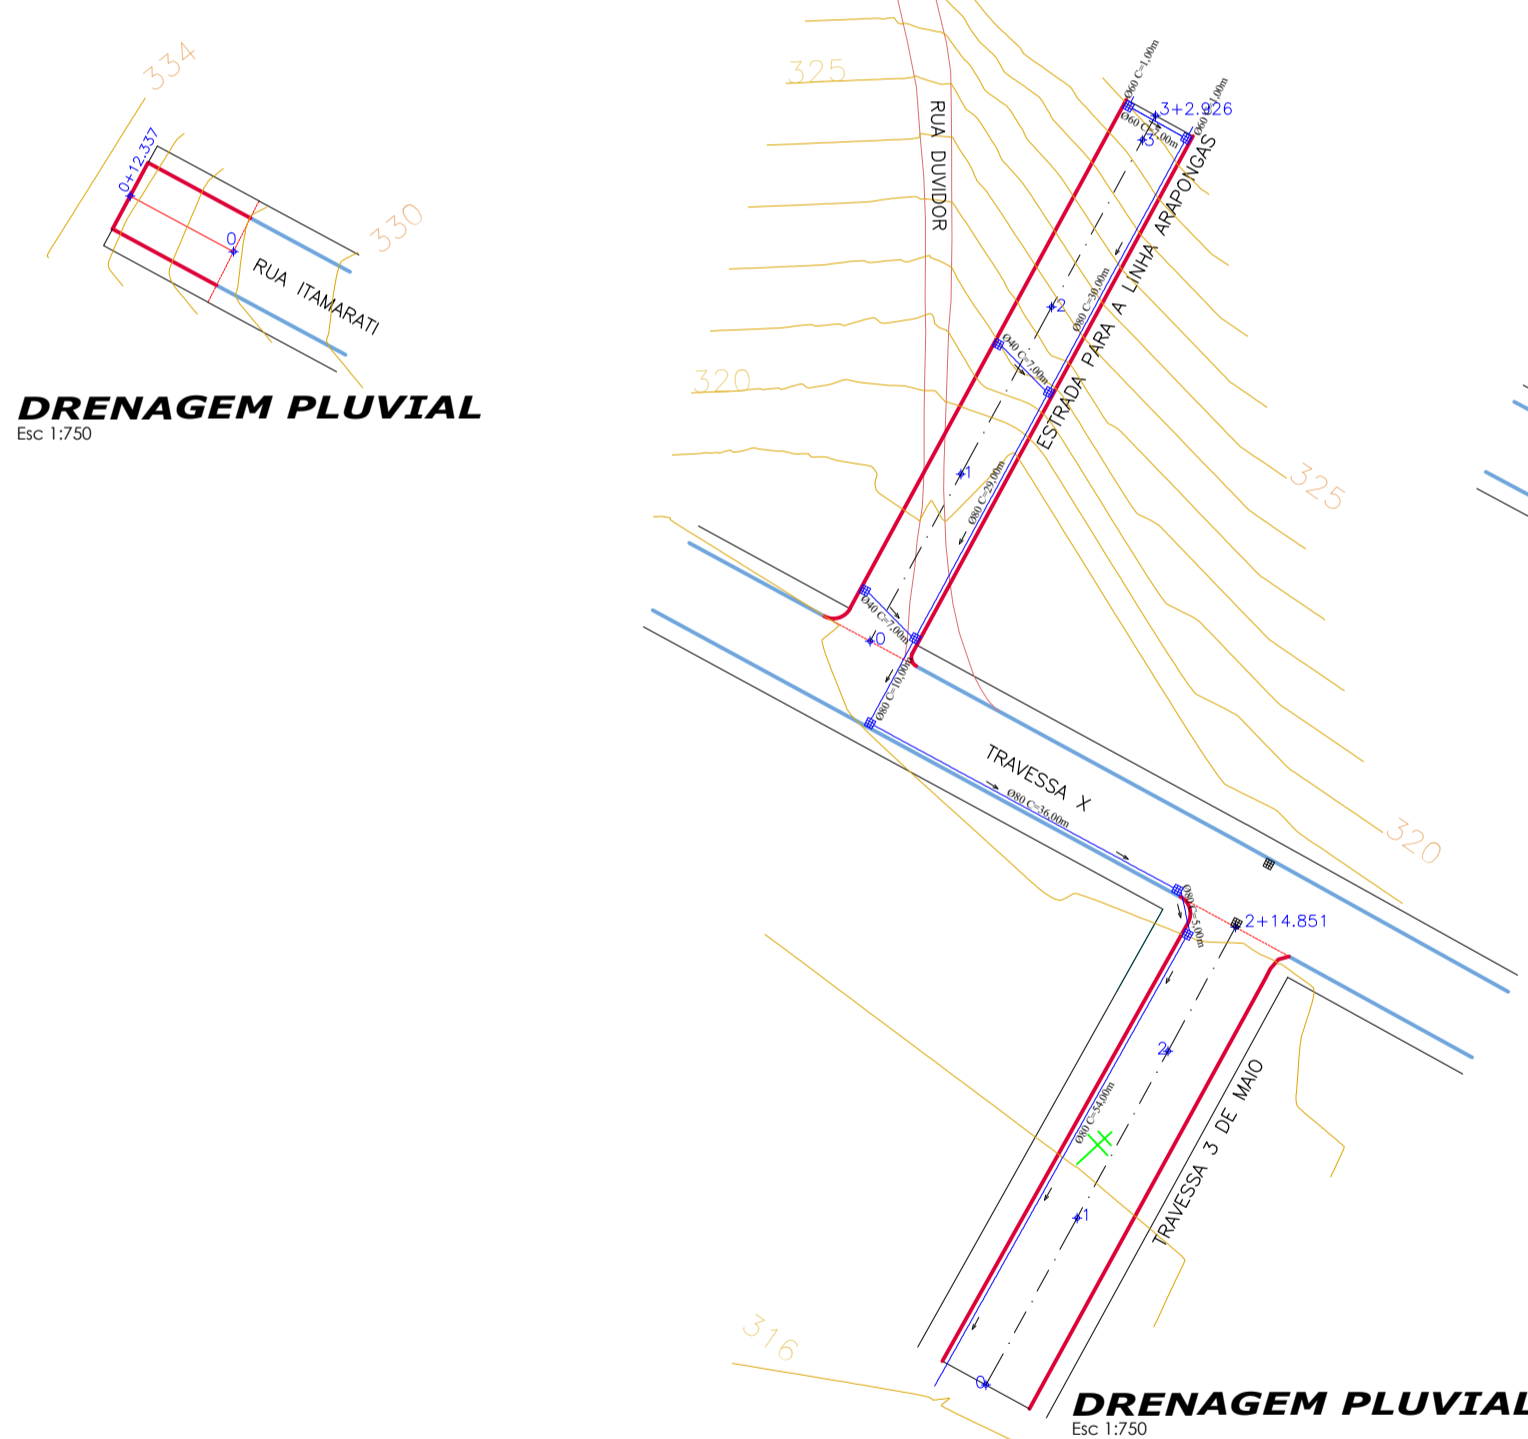 334
0+12.337
0
330
RUA ITAMARATI
DRENAGEM PLUVIAL
Esc 1:750
325
RUA DUVIDOR
Ø60 C=1,00m
Ø60 C=1,00m
3+2.926
3
ESTRADA PARA A LINHA ARAPONGAS
Ø80 C=30,00m
2
Ø40 C=7,00m
320
1
Ø80 C=29,00m
325
Ø40 C=7,00m
0
Ø80 C=10,00m
TRAVESSA X
Ø80 C=36,00m
320
Ø80 C=5,00m
2+14.851
2
Ø80 C=54,00m
TRAVESSA 3 DE MAIO
1
316
0
DRENAGEM PLUVIAL
Esc 1:750